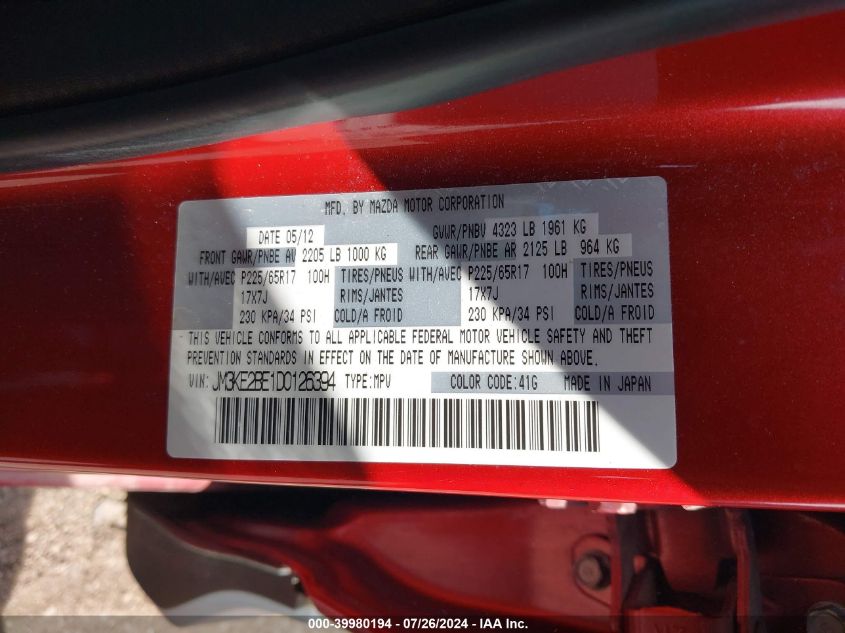 MFD. BY MAZDA MOTOR CORPORATION
DATE 05/12 GVWR/PNBV 4323 LB 1961 KG
FRONT GAWR/PNBE AV 2205 LB 1000 KG REAR GAWR/PNBE AR 2125 LB 964 KG
WITH/AVEC P225/65R17 100H TIRES/PNEUS WITH/AVEC P225/65R17 100H TIRES/PNEUS
17X7J RIMS/JANTES 17X7J RIMS/JANTES
230 KPA/34 PSI COLD/A FROID 230 KPA/34 PSI COLD/A FROID
THIS VEHICLE CONFORMS TO ALL APPLICABLE FEDERAL MOTOR VEHICLE SAFETY AND THEFT
PREVENTION STANDARDS IN EFFECT ON THE DATE OF MANUFACTURE SHOWN ABOVE.
VIN: JM3KE2BE1D0126394 TYPE:MPV COLOR CODE:41G MADE IN JAPAN
000-39980194 - 07/26/2024 - IAA Inc.